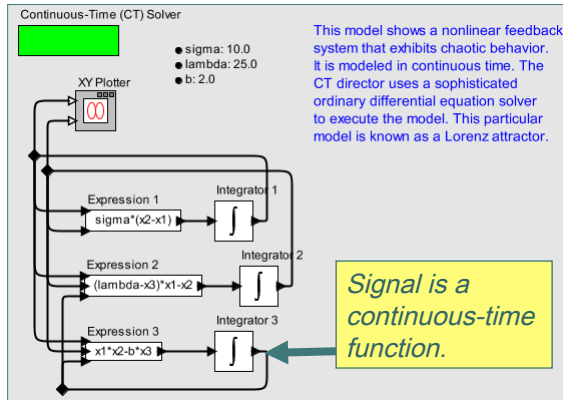 Continuous-Time (CT) Solver
sigma: 10.0
lambda: 25.0
b: 2.0
This model shows a nonlinear feedback
system that exhibits chaotic behavior.
It is modeled in continuous time. The
CT director uses a sophisticated
ordinary differential equation solver
to execute the model. This particular
model is known as a Lorenz attractor.
XY Plotter
Expression 1
sigma*(x2-x1)
Integrator 1
∫
Expression 2
(lambda-x3)*x1-x2
Integrator 2
∫
Expression 3
x1*x2-b*x3
Integrator 3
∫
Signal is a
continuous-time
function.